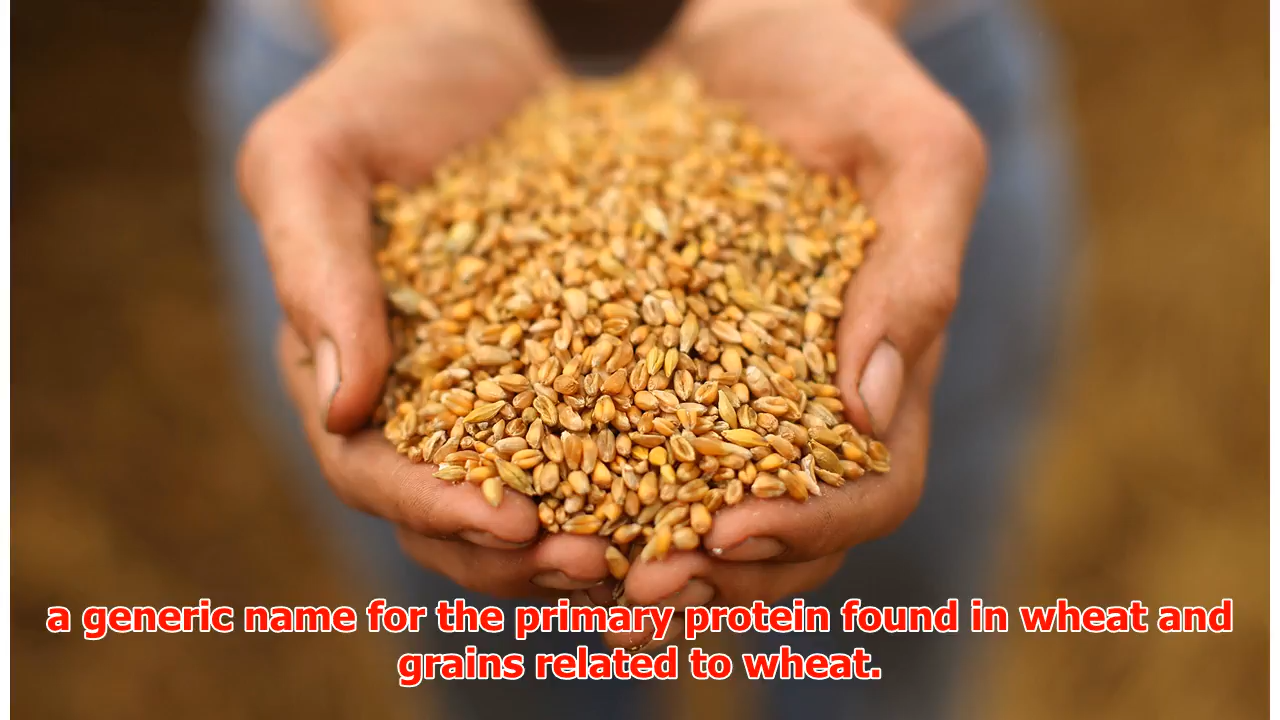 a generic name for the primary protein found in wheat and
grains related to wheat.